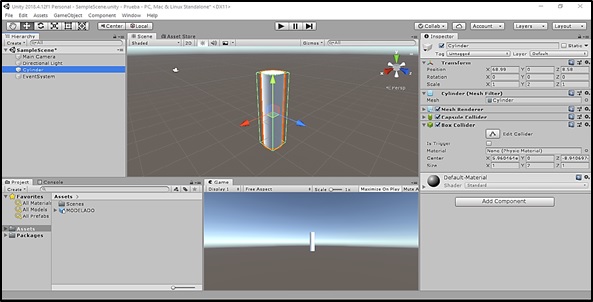 Unity 2018.4.12f1 Personal - SampleScene.unity - Prueba - PC, Mac & Linux Standalone* <DX11>
File Edit Assets GameObject Component Window Help
Center Local
Collab Account Layers Layout
Hierarchy
Create
SampleScene*
Main Camera
Directional Light
Cylinder
EventSystem
Scene Asset Store
Shaded 2D Gizmos
Persp
Inspector
Cylinder Static
Tag Untagged Layer Default
Transform
Position X 68.99 Y 0 Z 8.58
Rotation X 0 Y 0 Z 0
Scale X 1 Y 2 Z 1
Cylinder (Mesh Filter)
Mesh Cylinder
Mesh Renderer
Capsule Collider
Box Collider
Edit Collider
Is Trigger
Material None (Physic Material)
Center
Size X 1 Y 2 Z 1
Default-Material
Shader Standard
Add Component
Project Console
Create
Favorites
All Materials
All Models
All Prefabs
Assets
Packages
Assets
Scenes
MODELADO
Game
Display 1 Free Aspect Scale 1x Maximize On Play Mute A